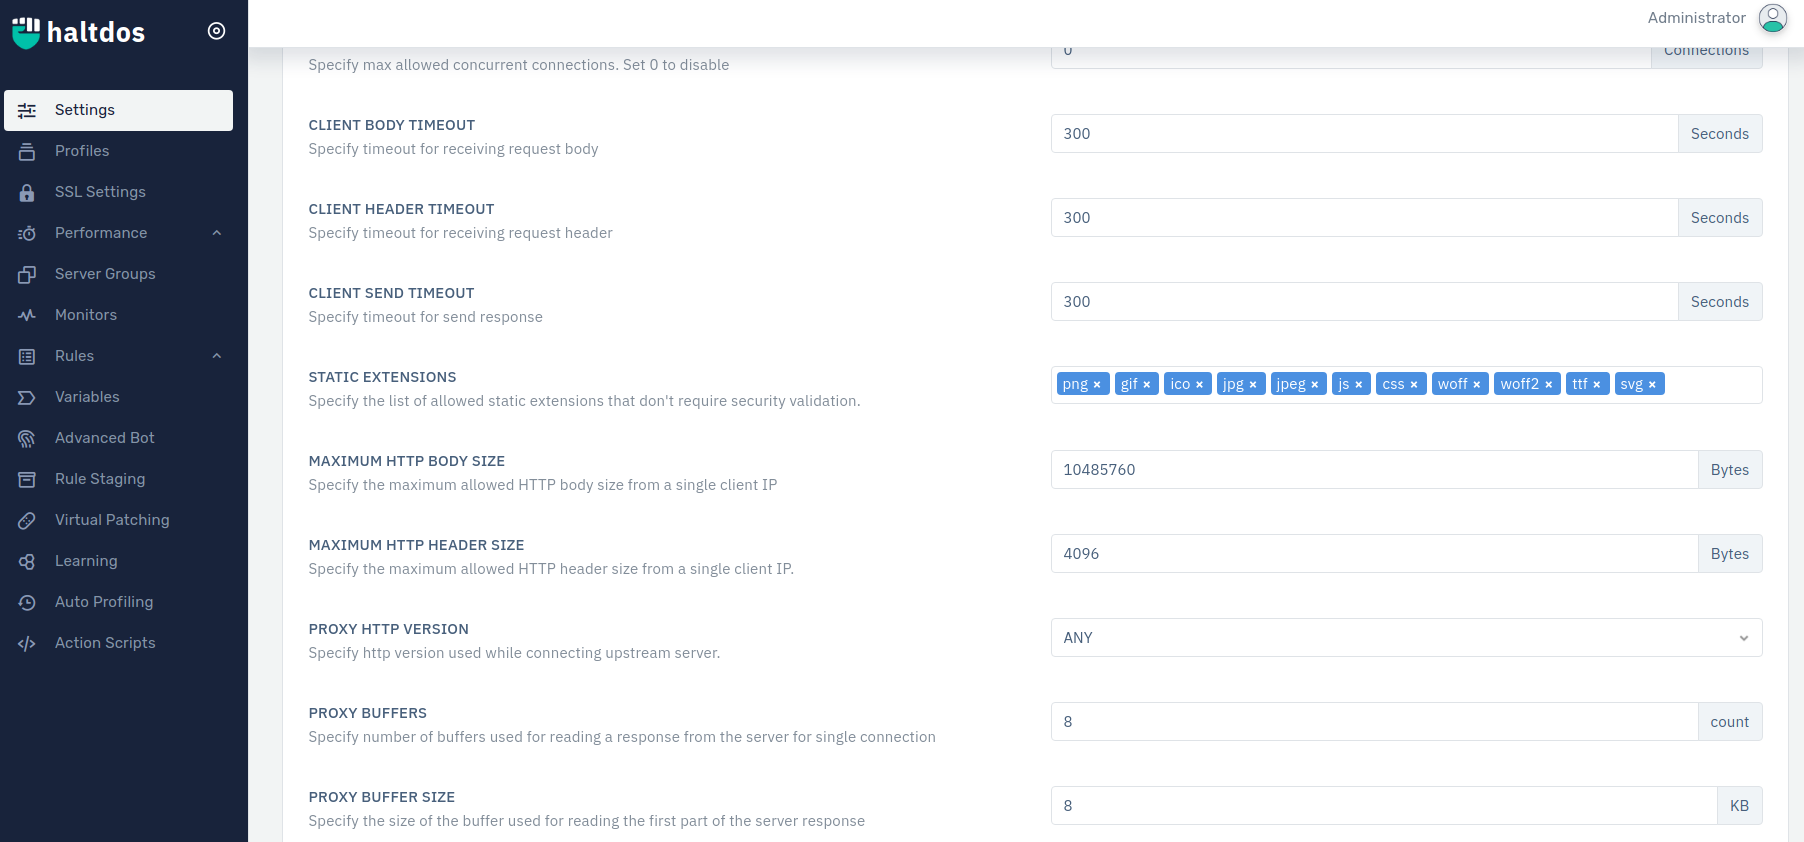 haltdos
Administrator
Settings
Profiles
SSL Settings
Performance
Server Groups
Monitors
Rules
Variables
Advanced Bot
Rule Staging
Virtual Patching
Learning
Auto Profiling
Action Scripts
0 Connections
Specify max allowed concurrent connections. Set 0 to disable
CLIENT BODY TIMEOUT
Specify timeout for receiving request body
300 Seconds
CLIENT HEADER TIMEOUT
Specify timeout for receiving request header
300 Seconds
CLIENT SEND TIMEOUT
Specify timeout for send response
300 Seconds
STATIC EXTENSIONS
Specify the list of allowed static extensions that don't require security validation.
png × gif × ico × jpg × jpeg × js × css × woff × woff2 × ttf × svg ×
MAXIMUM HTTP BODY SIZE
Specify the maximum allowed HTTP body size from a single client IP
10485760 Bytes
MAXIMUM HTTP HEADER SIZE
Specify the maximum allowed HTTP header size from a single client IP.
4096 Bytes
PROXY HTTP VERSION
Specify http version used while connecting upstream server.
ANY
PROXY BUFFERS
Specify number of buffers used for reading a response from the server for single connection
8 count
PROXY BUFFER SIZE
Specify the size of the buffer used for reading the first part of the server response
8 KB